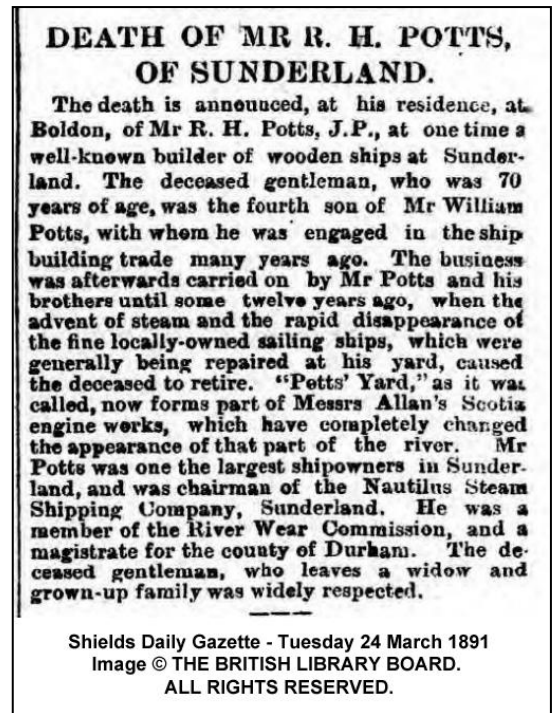 DEATH OF MR R. H. POTTS,
OF SUNDERLAND.
The death is announced, at his residence, at
Boldon, of Mr R. H. Potts, J.P., at one time a
well-known builder of wooden ships at Sunder-
land. The deceased gentleman, who was 70
years of age, was the fourth son of Mr William
Potts, with whom he was engaged in the ship
building trade many years ago. The business
was afterwards carried on by Mr Potts and his
brothers until some twelve years ago, when the
advent of steam and the rapid disappearance of
the fine locally-owned sailing ships, which were
generally being repaired at his yard, caused
the deceased to retire. "Potts' Yard," as it was
called, now forms part of Messrs Allan's Scotia
engine works, which have completely changed
the appearance of that part of the river. Mr
Potts was one the largest shipowners in Sunder-
land, and was chairman of the Nautilus Steam
Shipping Company, Sunderland. He was a
member of the River Wear Commission, and a
magistrate for the county of Durham. The de-
ceased gentleman, who leaves a widow and
grown-up family was widely respected.
Shields Daily Gazette - Tuesday 24 March 1891
Image © THE BRITISH LIBRARY BOARD.
ALL RIGHTS RESERVED.